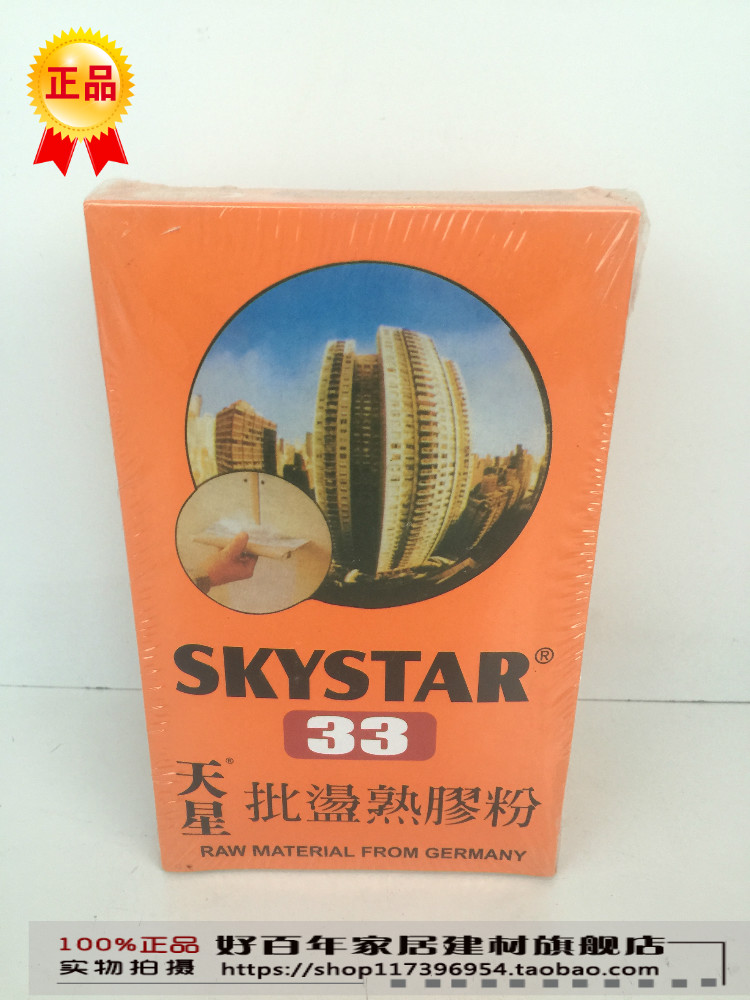 正品
SKYSTAR®
33
天星® 批盪熟膠粉
RAW MATERIAL FROM GERMANY
100%正品 好百年家居建材旗舰店
实物拍摄 https://shop117396954.taobao.com